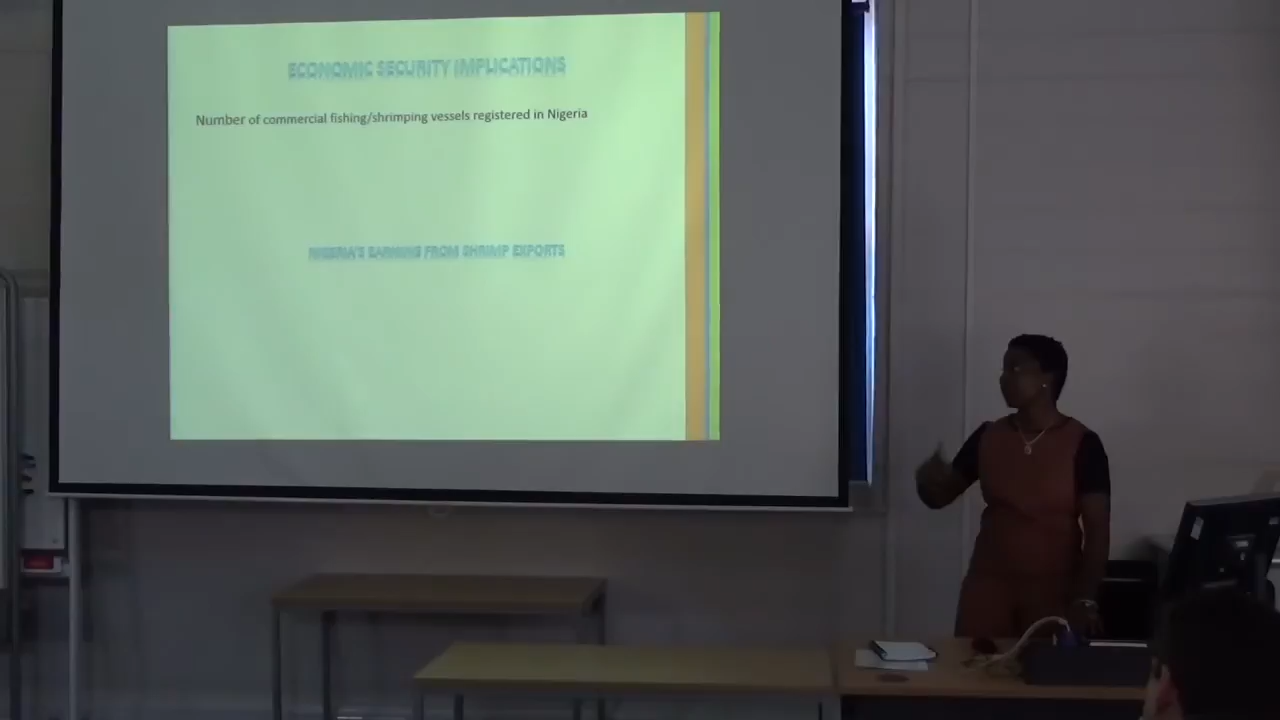 ECONOMIC SECURITY IMPLICATIONS
Number of commercial fishing/shrimping vessels registered in Nigeria
NIGERIA'S EARNING FROM SHRIMP EXPORTS